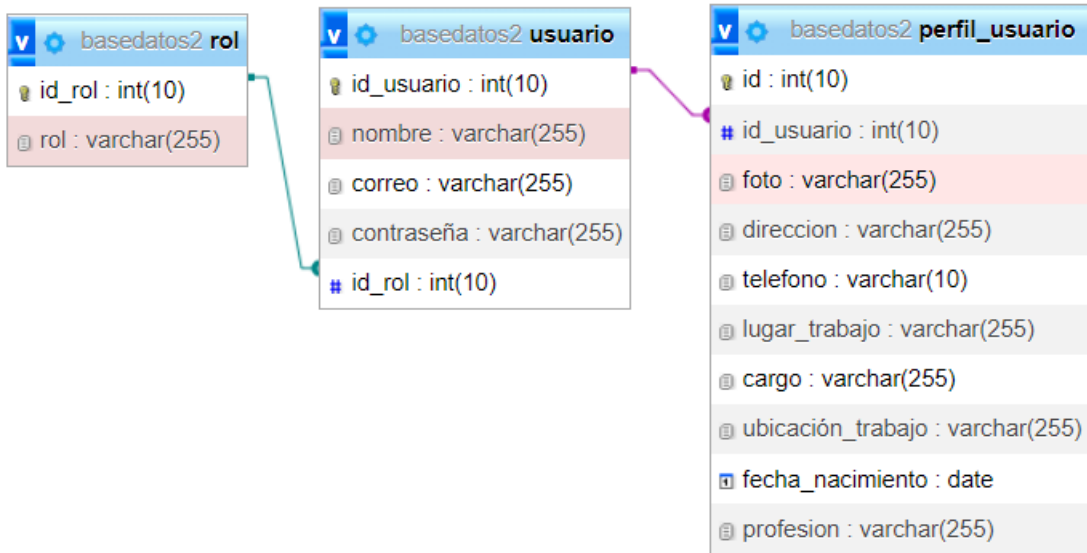 v basedatos2 rol
id_rol : int(10)
rol : varchar(255)
v basedatos2 usuario
id_usuario : int(10)
nombre : varchar(255)
correo : varchar(255)
contraseña : varchar(255)
# id_rol : int(10)
v basedatos2 perfil_usuario
id : int(10)
# id_usuario : int(10)
foto : varchar(255)
direccion : varchar(255)
telefono : varchar(10)
lugar_trabajo : varchar(255)
cargo : varchar(255)
ubicación_trabajo : varchar(255)
fecha_nacimiento : date
profesion : varchar(255)